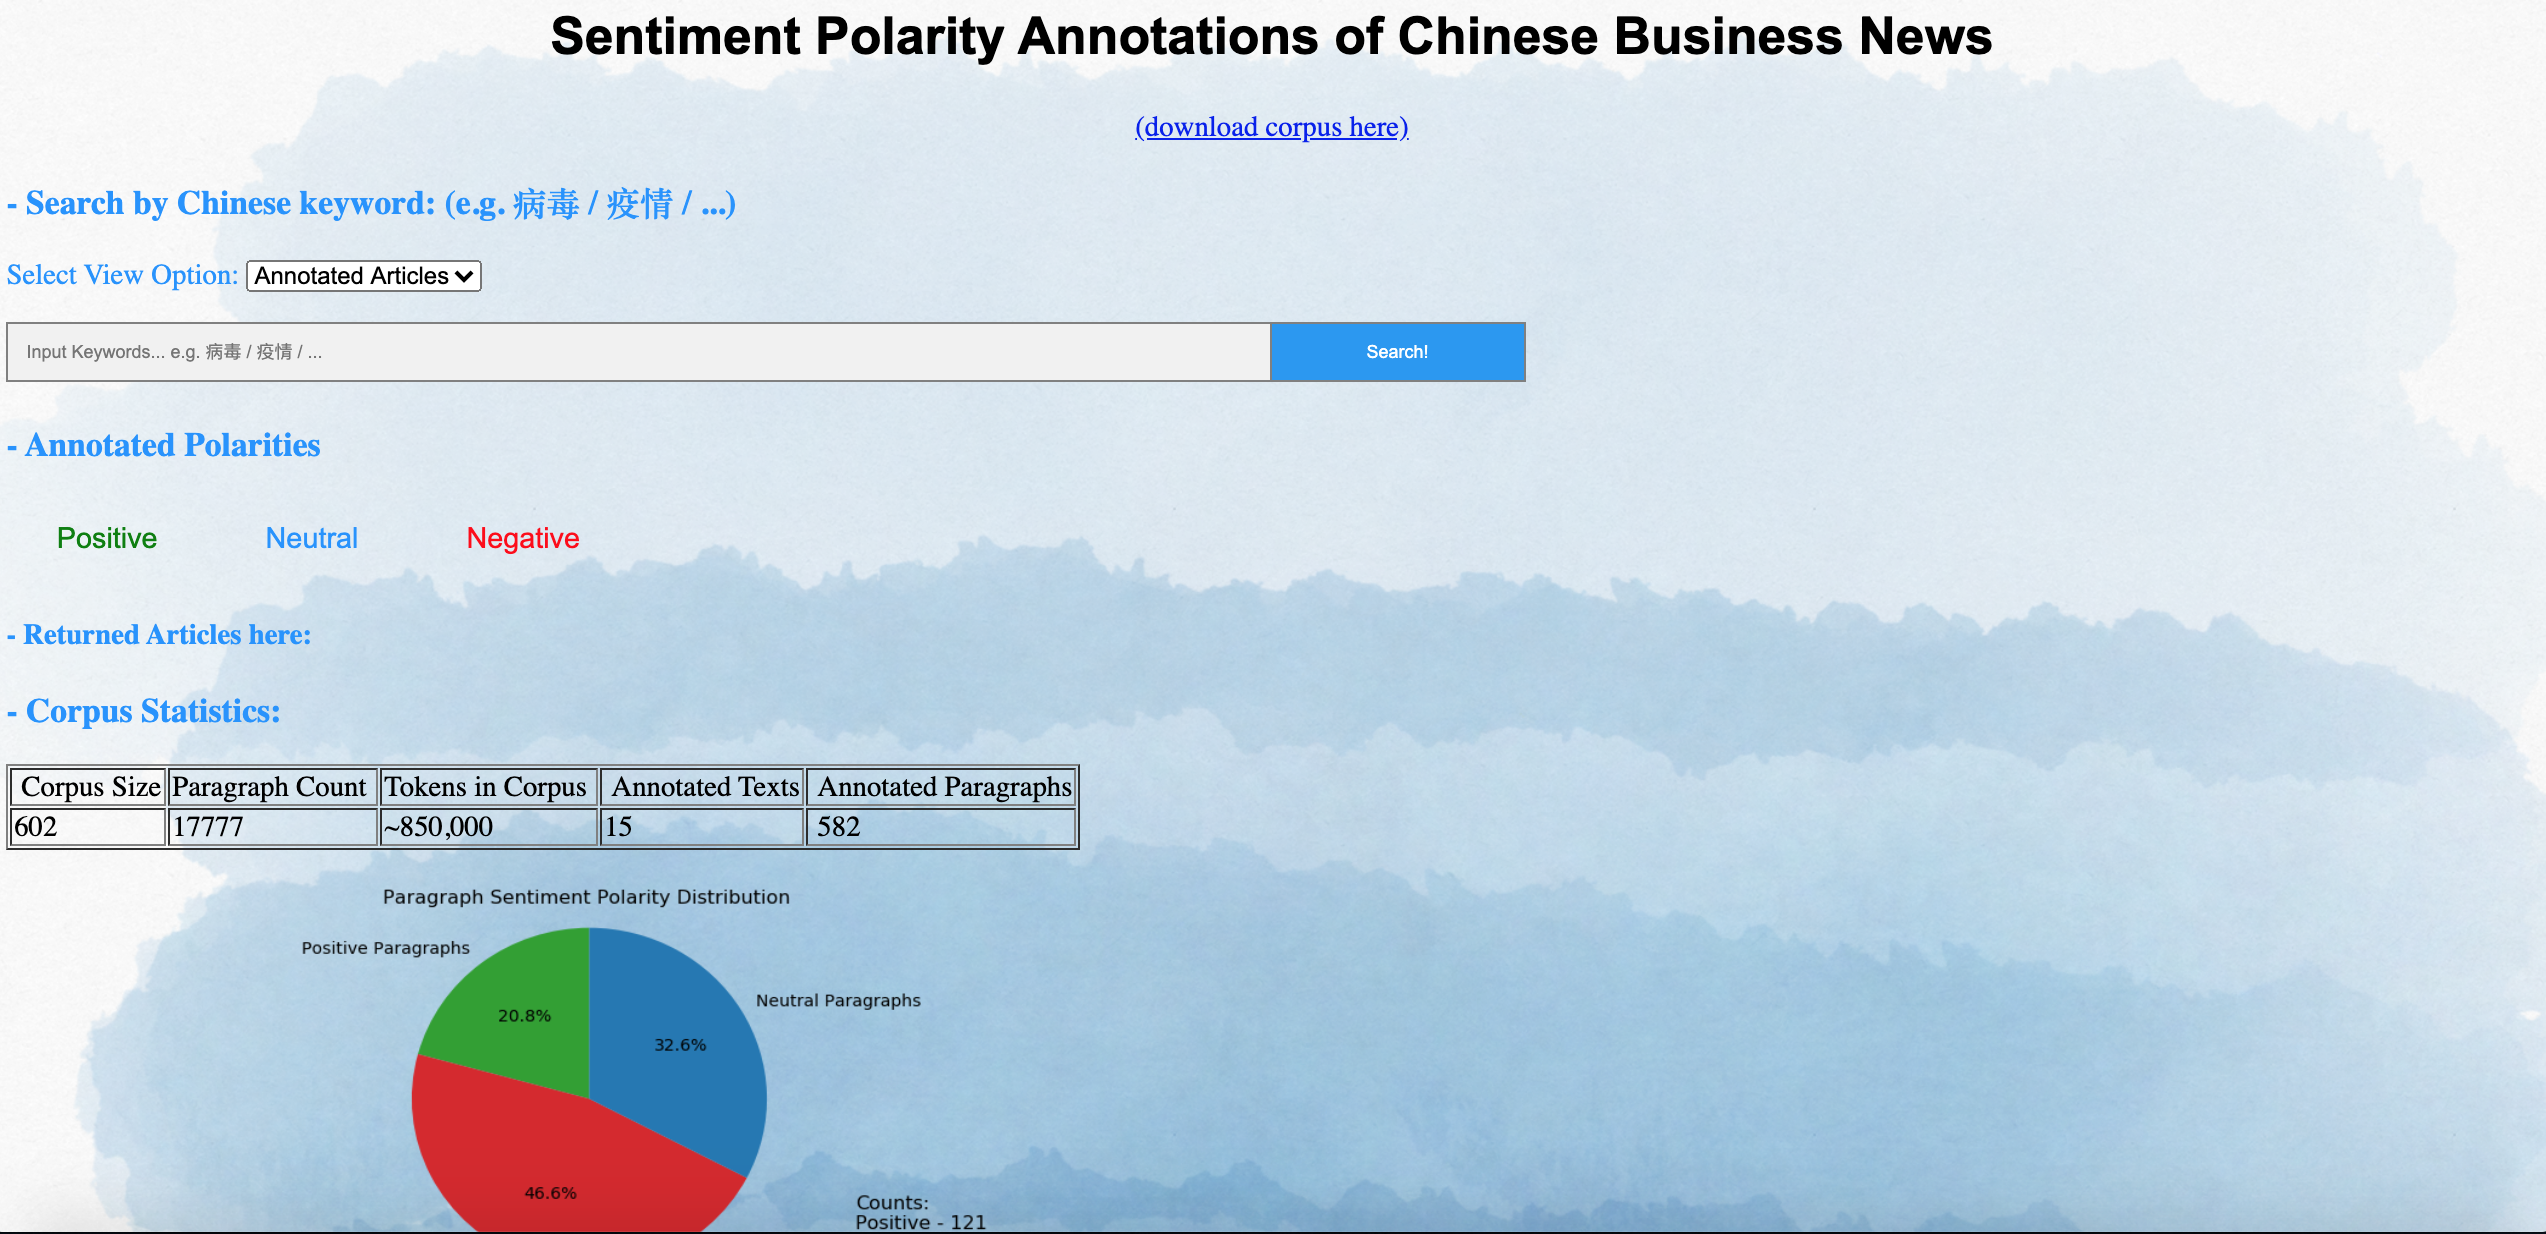 Sentiment Polarity Annotations of Chinese Business News
(download corpus here)
- Search by Chinese keyword: (e.g. 病毒 / 疫情 / ...)
Select View Option: Annotated Articles
Input Keywords... e.g. 病毒 / 疫情 / ... Search!
- Annotated Polarities
Positive Neutral Negative
- Returned Articles here:
- Corpus Statistics:
Corpus Size Paragraph Count Tokens in Corpus Annotated Texts Annotated Paragraphs
602 17777 ~850,000 15 582
Paragraph Sentiment Polarity Distribution
Positive Paragraphs
Neutral Paragraphs
20.8%
32.6%
46.6%
Counts:
Positive - 121